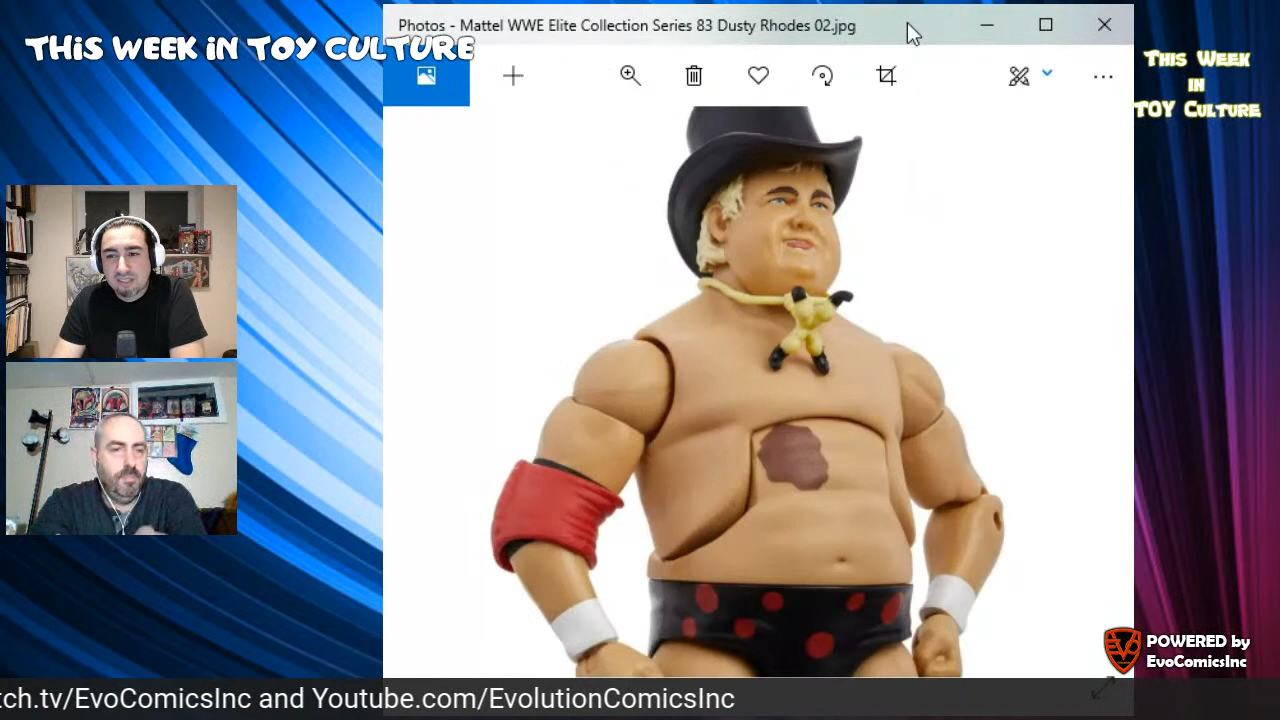 Photos - Mattel WWE Elite Collection Series 83 Dusty Rhodes 02.jpg
THiS WEEK iN TOY CULTURE
THiS WEEK
iN
TOY CULTURE
POWERED by
EvoComicsInc
tch.tv/EvoComicsInc and Youtube.com/EvolutionComicsInc